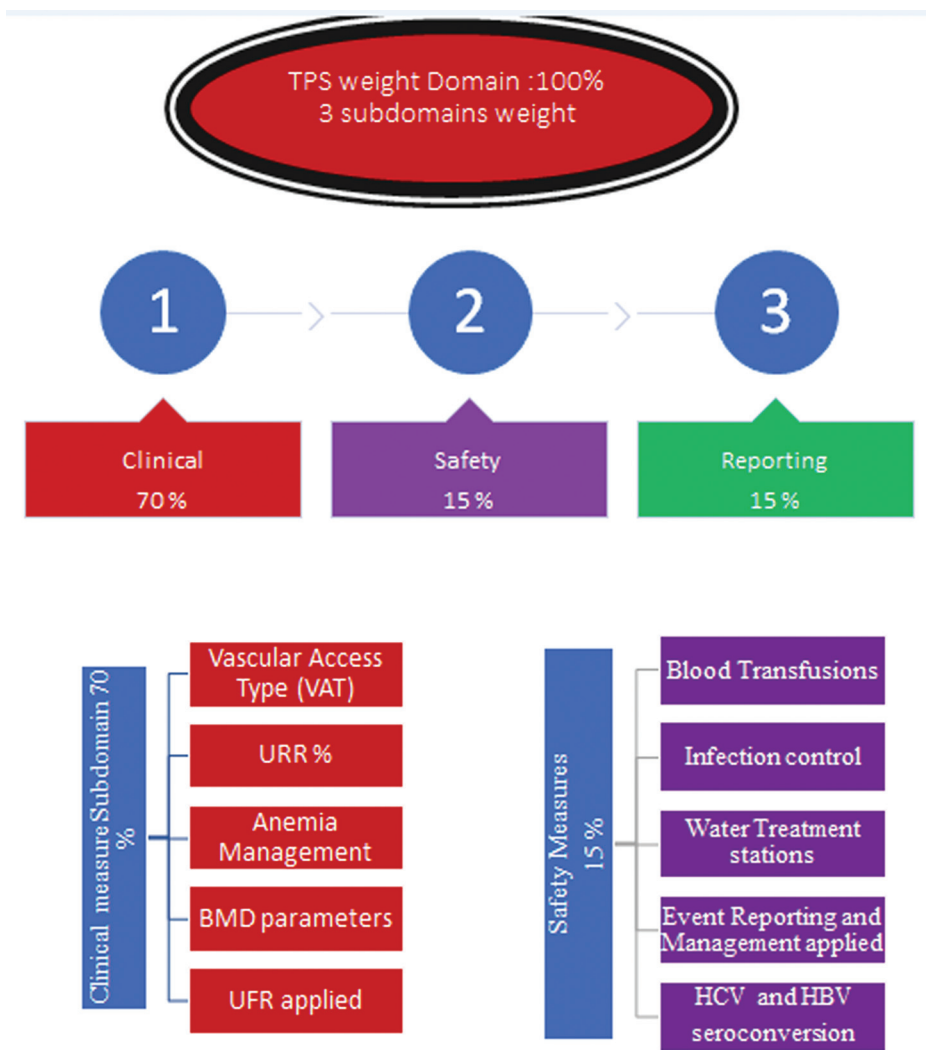 TPS weight Domain :100%
3 subdomains weight
1
2
3
Clinical
70 %
Safety
15 %
Reporting
15 %
Clinical measure Subdomain 70
%
Vascular Access
Type (VAT)
URR %
Anemia
Management
BMD parameters
UFR applied
Safety Measures
15 %
Blood Transfusions
Infection control
Water Treatment
stations
Event Reporting and
Management applied
HCV and HBV
seroconversion